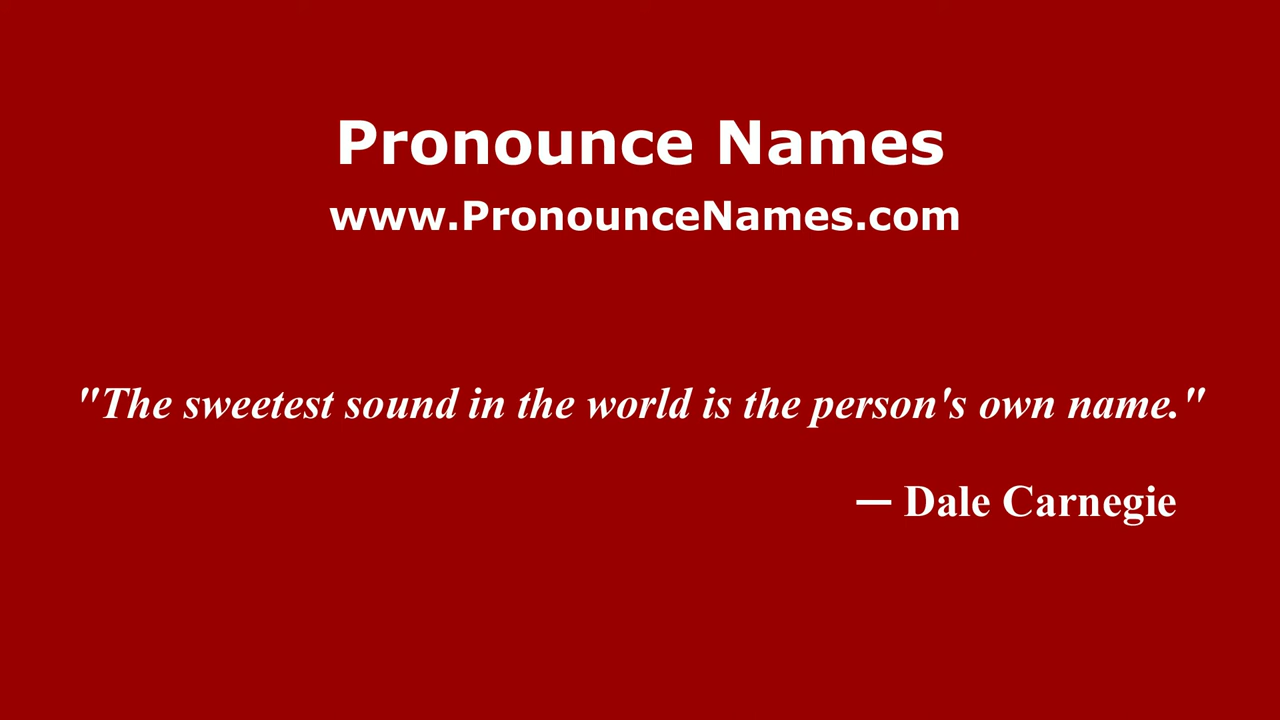 Pronounce Names
www.PronounceNames.com
"The sweetest sound in the world is the person's own name."
— Dale Carnegie